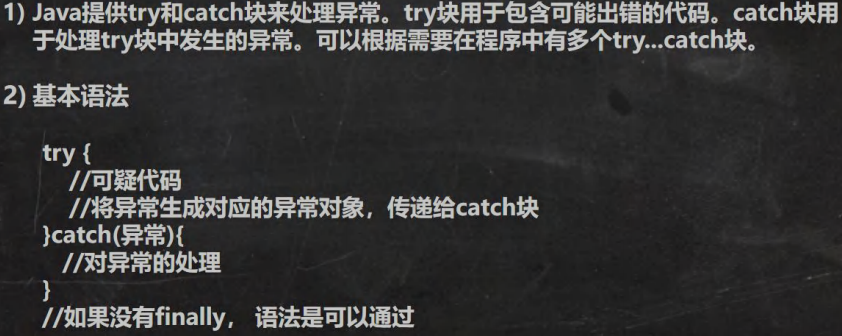 1) Java提供try和catch块来处理异常。try块用于包含可能出错的代码。catch块用
于处理try块中发生的异常。可以根据需要在程序中有多个try...catch块。
2) 基本语法
try {
//可疑代码
//将异常生成对应的异常对象，传递给catch块
}catch(异常){
//对异常的处理
}
//如果没有finally， 语法是可以通过